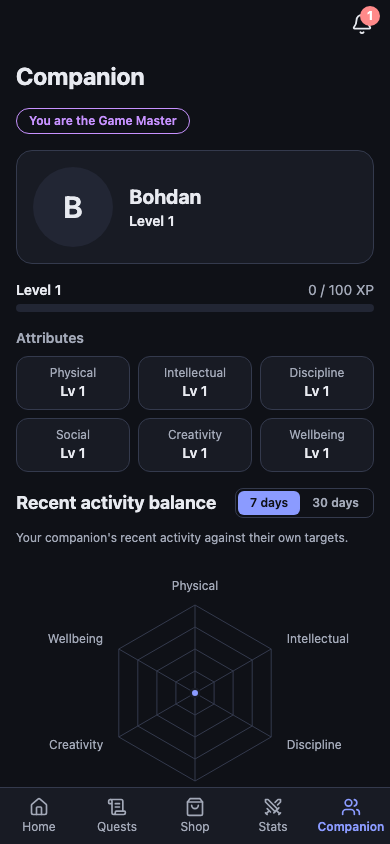 1
Companion
You are the Game Master
B
Bohdan
Level 1
Level 1 0 / 100 XP
Attributes
Physical Intellectual Discipline
Lv 1 Lv 1 Lv 1
Social Creativity Wellbeing
Lv 1 Lv 1 Lv 1
Recent activity balance 7 days 30 days
Your companion's recent activity against their own targets.
Physical
Wellbeing Intellectual
Creativity Discipline
Home Quests Shop Stats Companion